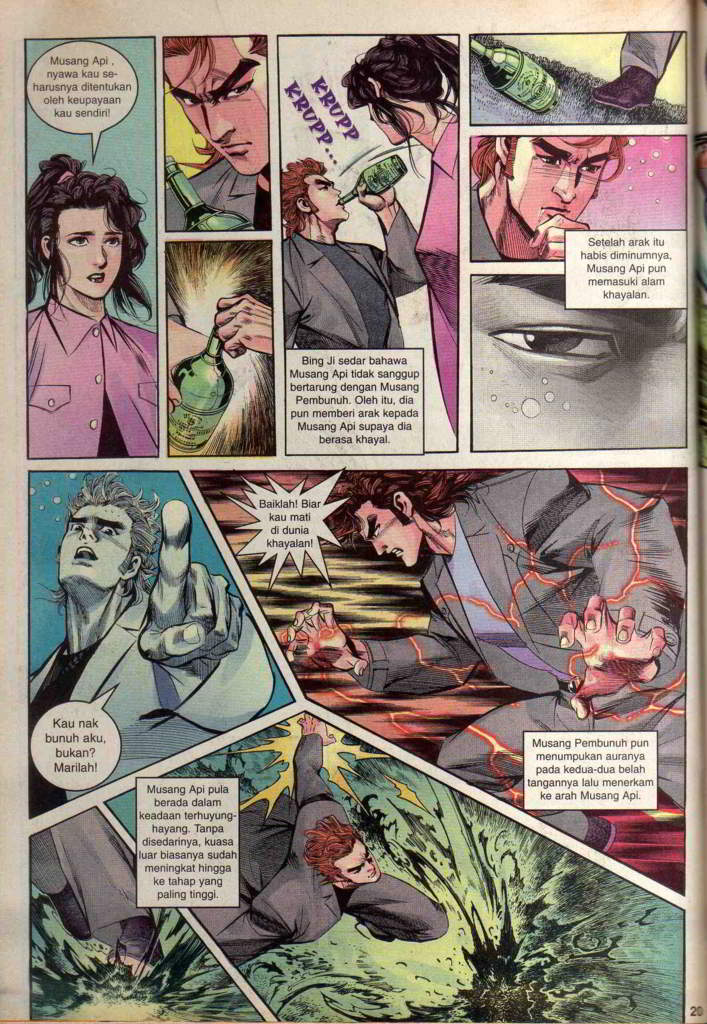 Musang Api ,
nyawa kau se-
harusnya ditentukan
oleh keupayaan
kau sendiri!
KRUPP
KRUPP...
Bing Ji sedar bahawa
Musang Api tidak sanggup
bertarung dengan Musang
Pembunuh. Oleh itu, dia
pun memberi arak kepada
Musang Api supaya dia
berasa khayal.
Setelah arak itu
habis diminumnya,
Musang Api pun
memasuki alam
khayalan.
Baiklah! Biar
kau mati
di dunia
khayalan!
Kau nak
bunuh aku,
bukan?
Marilah!
Musang Pembunuh pun
menumpukan auranya
pada kedua-dua belah
tangannya lalu menerkam
ke arah Musang Api.
Musang Api pula
berada dalam
keadaan terhuyung-
hayang. Tanpa
disedarinya, kuasa
luar biasanya sudah
meningkat hingga
ke tahap yang
paling tinggi.
20